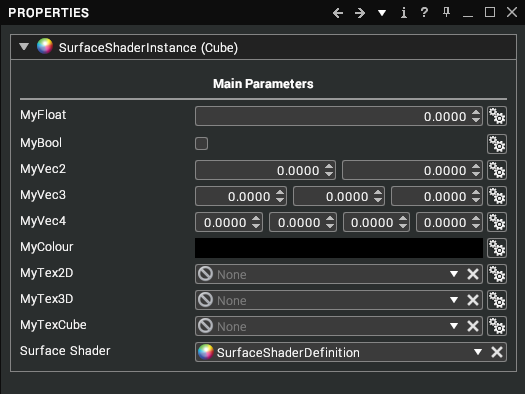 PROPERTIES
SurfaceShaderInstance (Cube)
Main Parameters
MyFloat 0.0000
MyBool
MyVec2 0.0000 0.0000
MyVec3 0.0000 0.0000 0.0000
MyVec4 0.0000 0.0000 0.0000 0.0000
MyColour
MyTex2D None
MyTex3D None
MyTexCube None
Surface Shader SurfaceShaderDefinition